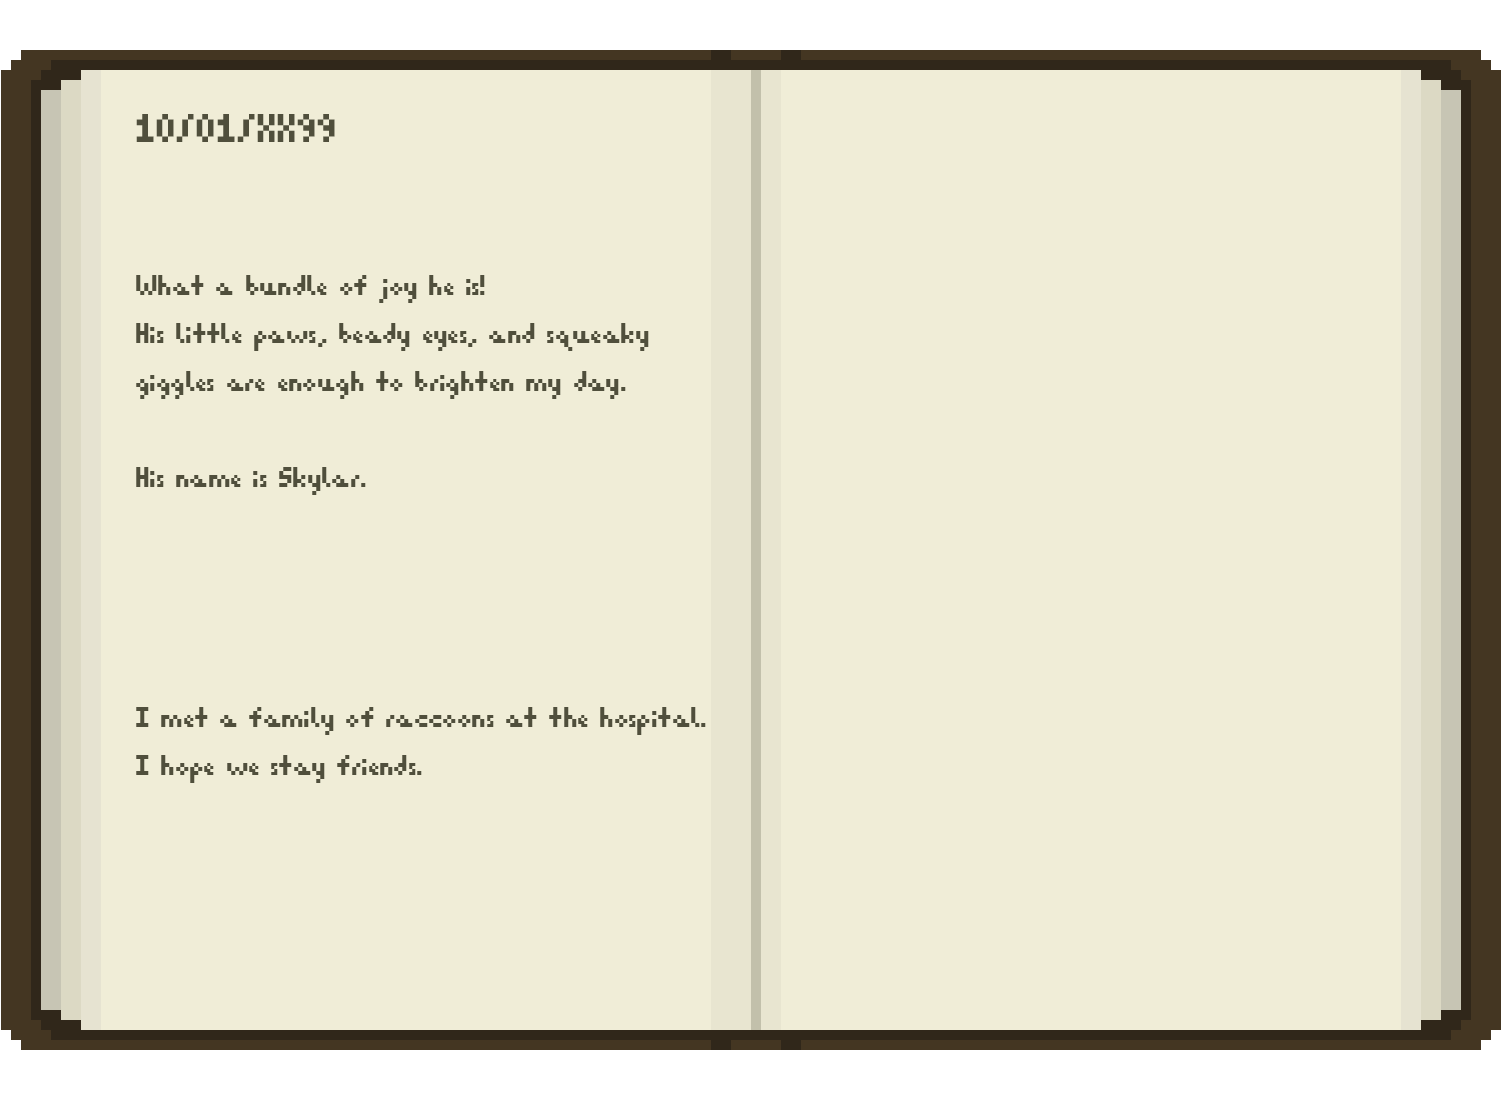 10/01/XX99
What a bundle of joy he is!
His little paws, beady eyes, and squeaky
giggles are enough to brighten my day.
His name is Skylar.
I met a family of raccoons at the hospital.
I hope we stay friends.